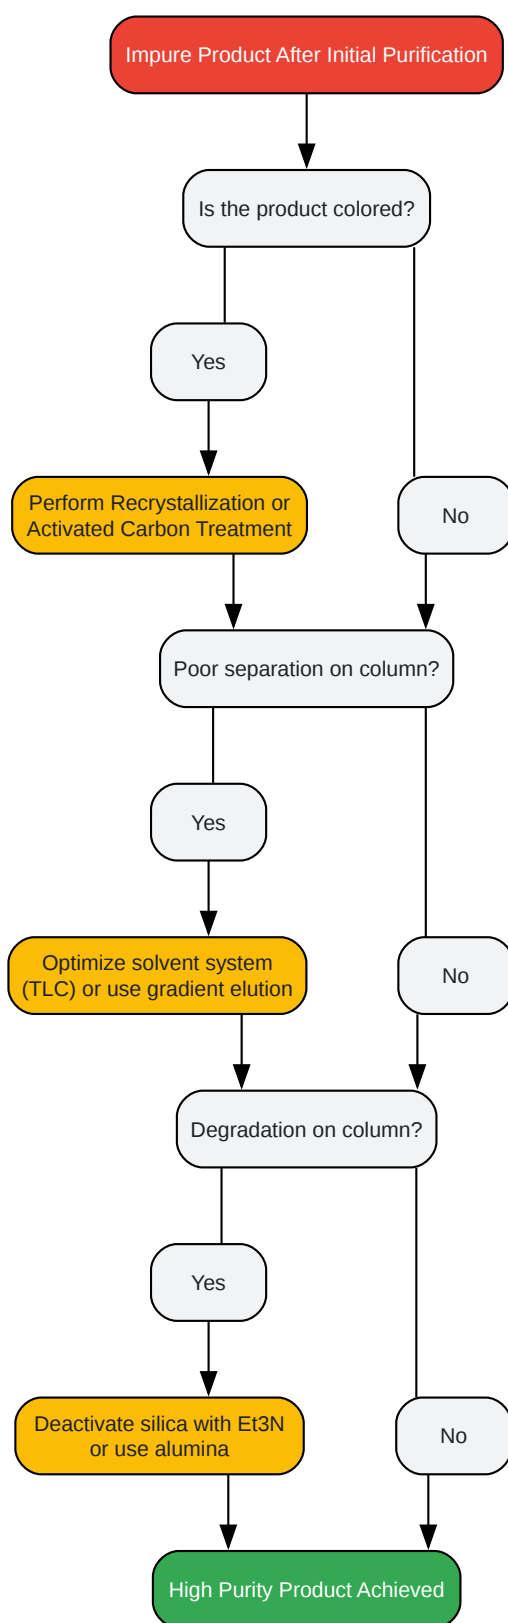 Impure Product After Initial Purification
Is the product colored?
Yes
Perform Recrystallization or
Activated Carbon Treatment
No
Poor separation on column?
Yes
Optimize solvent system
(TLC) or use gradient elution
No
Degradation on column?
Yes
Deactivate silica with Et3N
or use alumina
No
High Purity Product Achieved